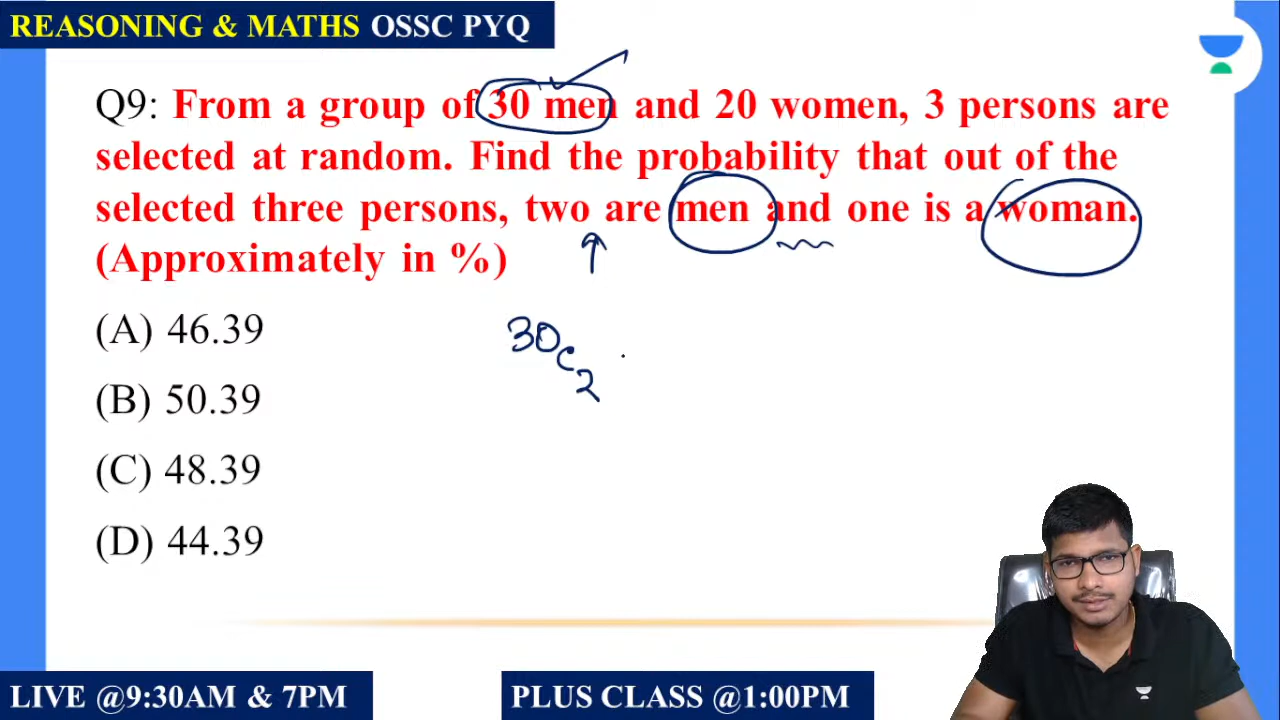 REASONING & MATHS OSSC PYQ
Q9: From a group of 30 men and 20 women, 3 persons are
selected at random. Find the probability that out of the
selected three persons, two are men and one is a woman.
(Approximately in %)
(A) 46.39
(B) 50.39
(C) 48.39
(D) 44.39
30c2
LIVE @9:30AM & 7PM
PLUS CLASS @1:00PM